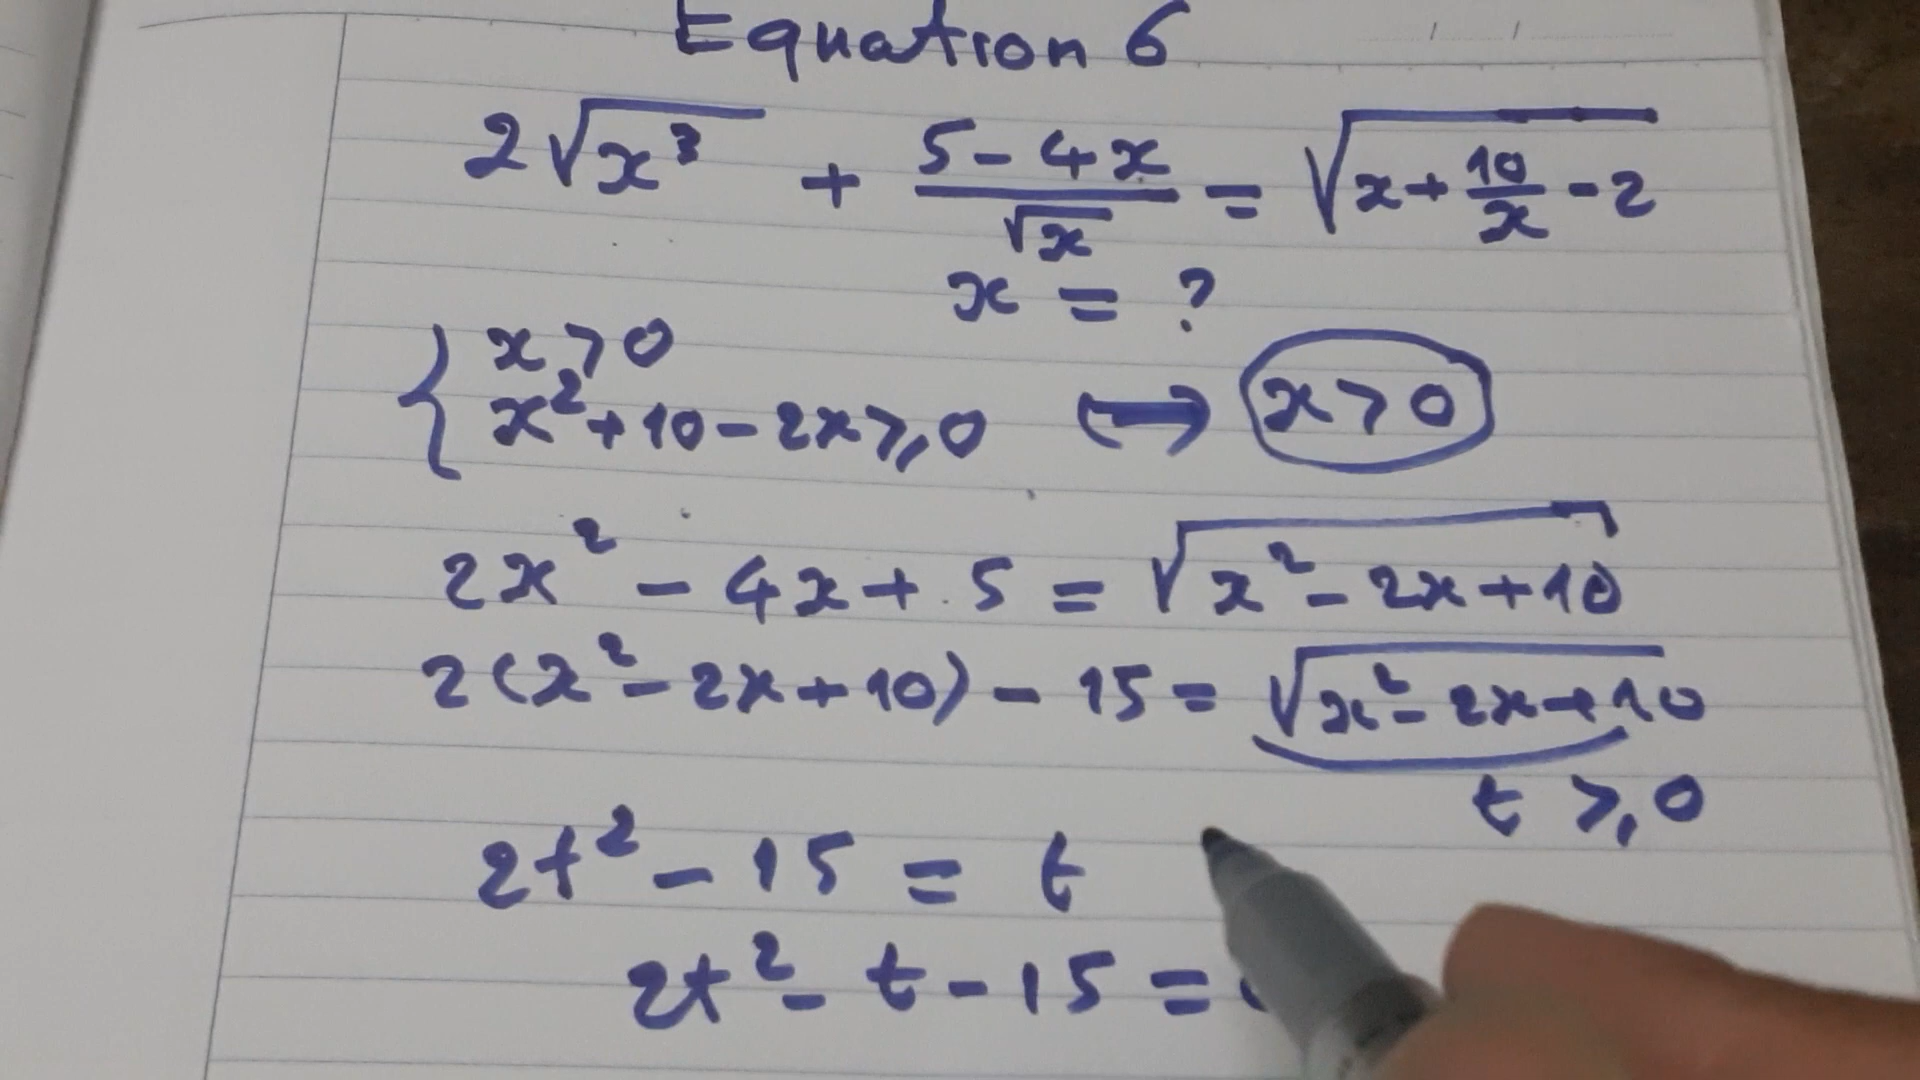 Equation 6
2√x³ + (5-4x)/√x = √(x+10/x-2)
x = ?
{ x>0
x²+10-2x⩾0 ⟷ x>0
2x²-4x+5 = √(x²-2x+10)
2(x²-2x+10)-15 = √(x²-2x+10)
t ⩾0
2t²-15 = t
2t²-t-15 =